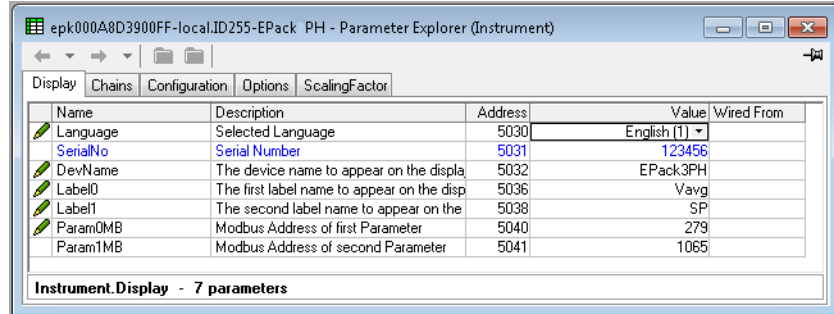 epk000A8D3900FF-local.ID255-EPack PH - Parameter Explorer (Instrument)
Display Chains Configuration Options ScalingFactor
Name Description Address Value Wired From
Language Selected Language 5030 English (1)
SerialNo Serial Number 5031 123456
DevName The device name to appear on the displa 5032 EPack3PH
Label0 The first label name to appear on the disp 5036 Vavg
Label1 The second label name to appear on the 5038 SP
Param0MB Modbus Address of first Parameter 5040 279
Param1MB Modbus Address of second Parameter 5041 1065
Instrument.Display - 7 parameters